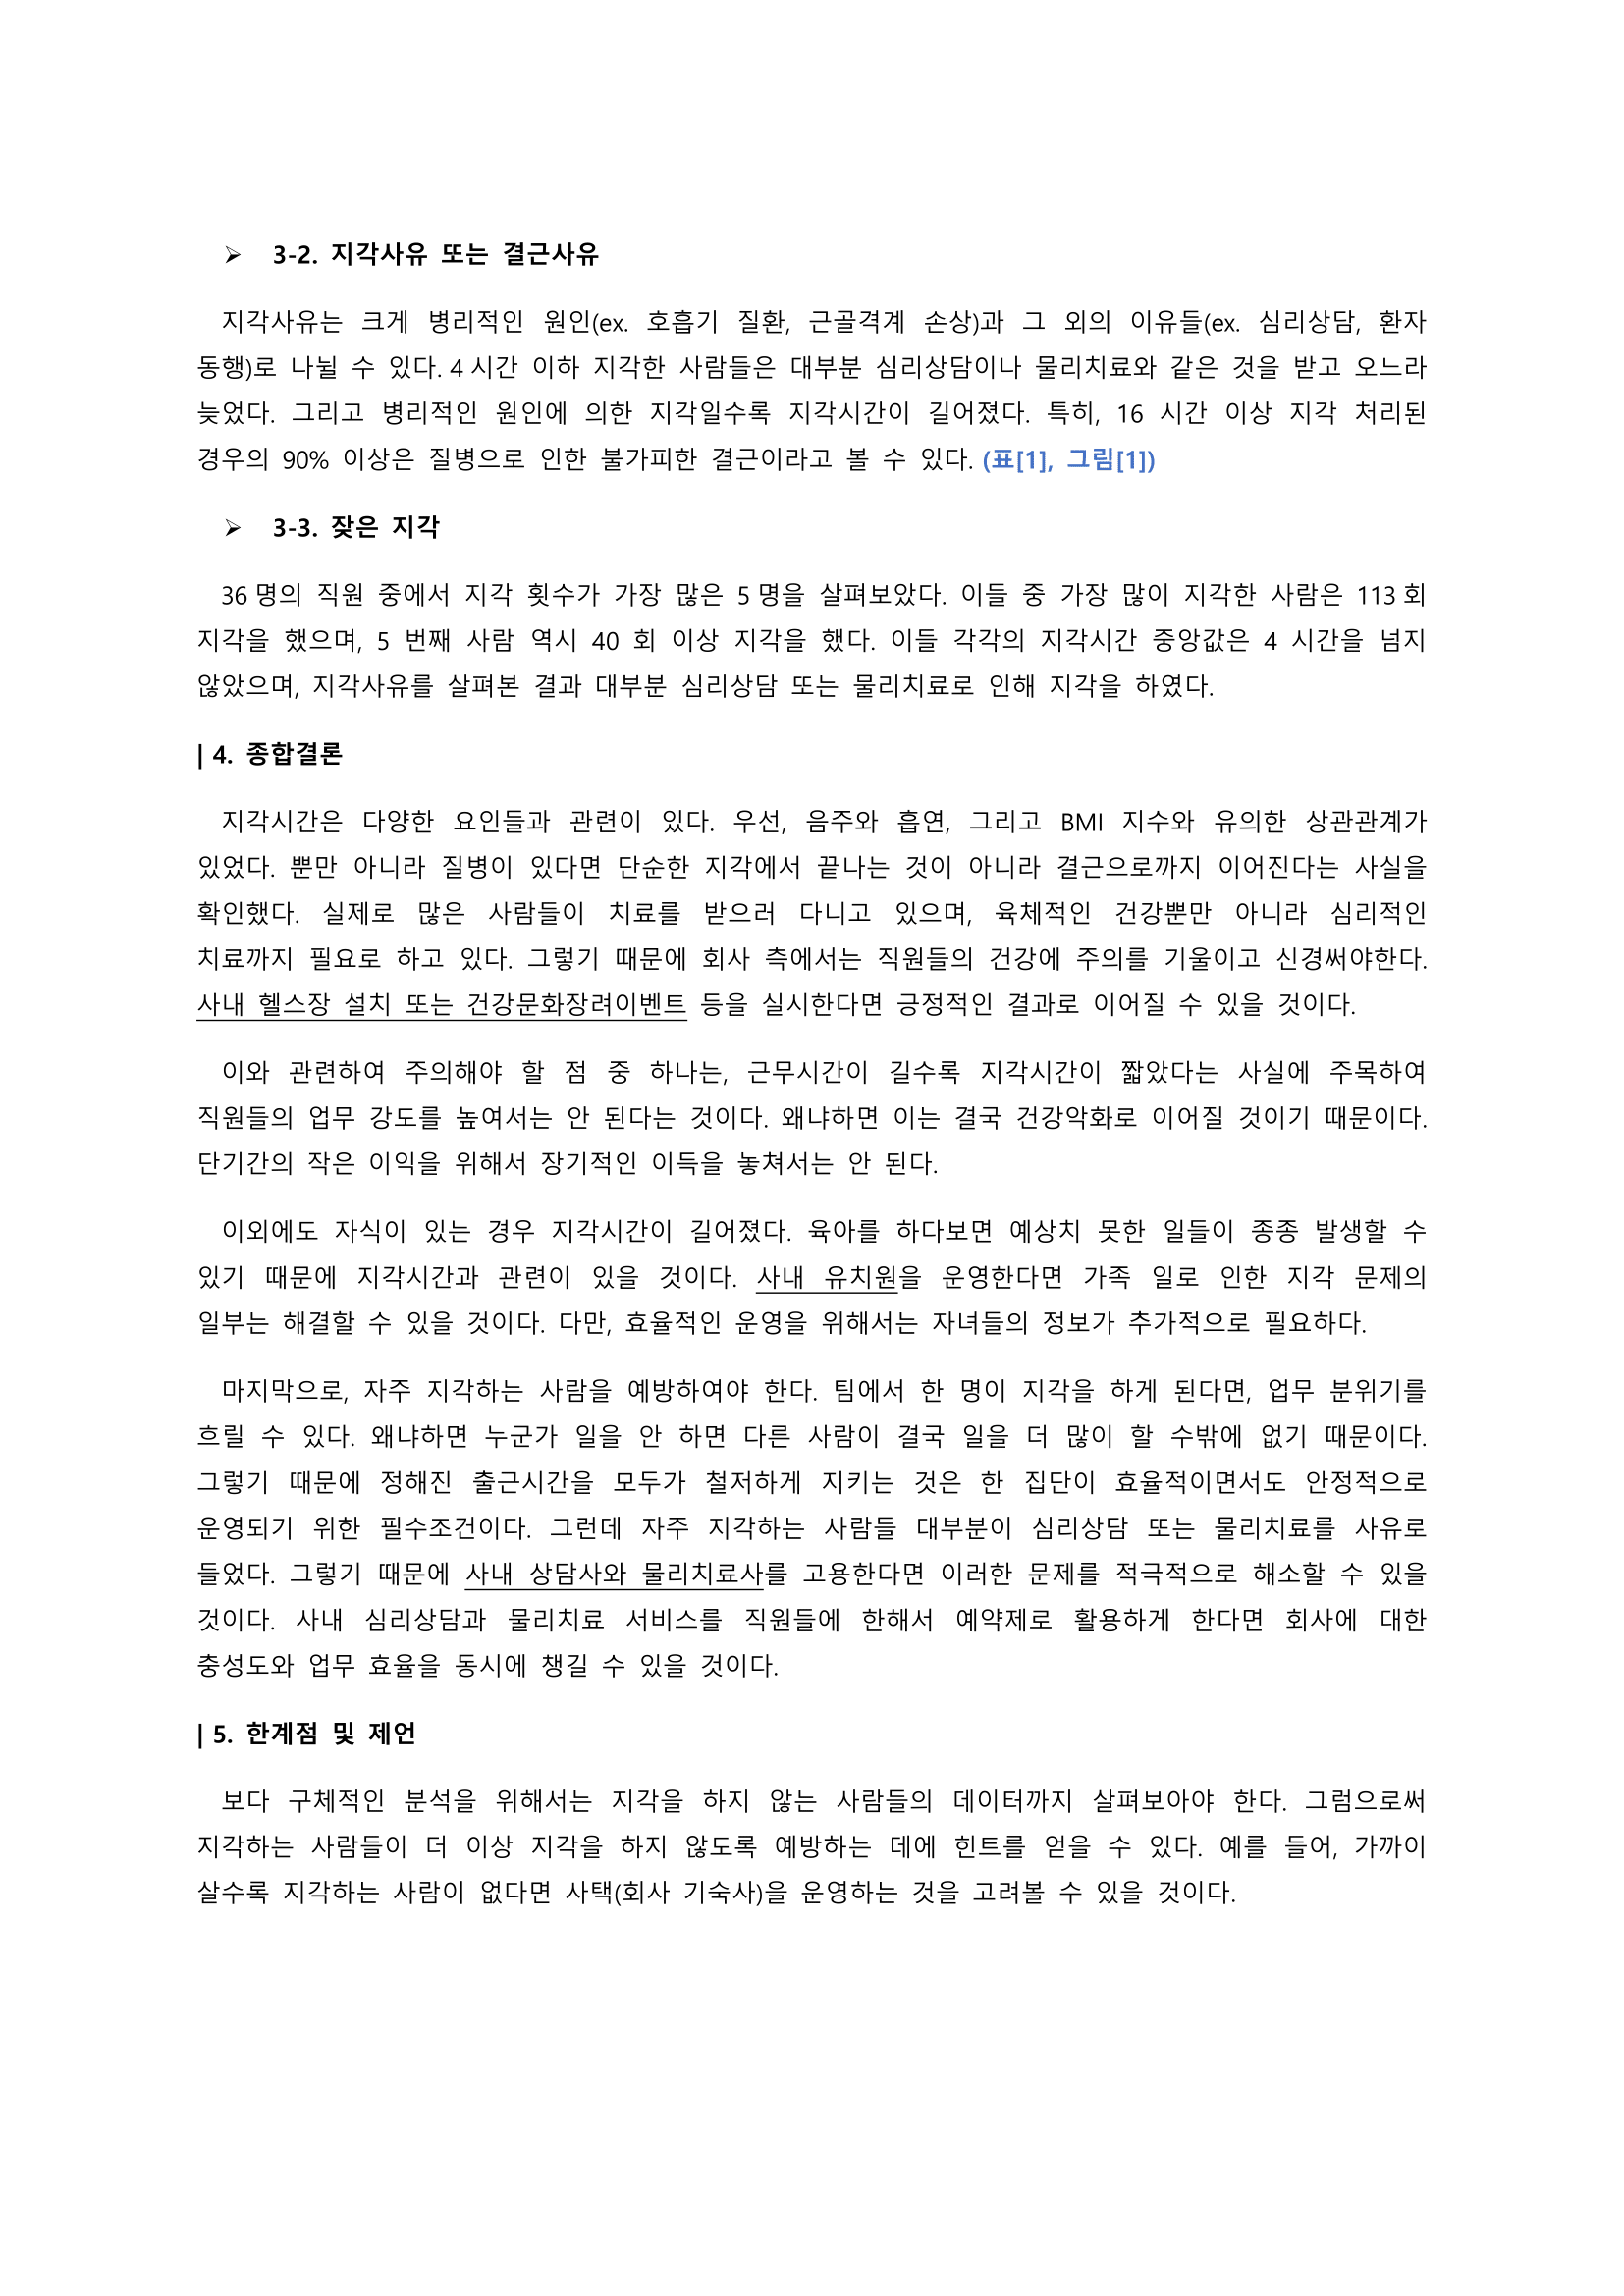 ➢ 3-2. 지각사유 또는 결근사유
지각사유는 크게 병리적인 원인(ex. 호흡기 질환, 근골격계 손상)과 그 외의 이유들(ex. 심리상담, 환자
동행)로 나뉠 수 있다. 4 시간 이하 지각한 사람들은 대부분 심리상담이나 물리치료와 같은 것을 받고 오느라
늦었다. 그리고 병리적인 원인에 의한 지각일수록 지각시간이 길어졌다. 특히, 16 시간 이상 지각 처리된
경우의 90% 이상은 질병으로 인한 불가피한 결근이라고 볼 수 있다. (표[1], 그림[1])
➢ 3-3. 잦은 지각
36 명의 직원 중에서 지각 횟수가 가장 많은 5 명을 살펴보았다. 이들 중 가장 많이 지각한 사람은 113 회
지각을 했으며, 5 번째 사람 역시 40 회 이상 지각을 했다. 이들 각각의 지각시간 중앙값은 4 시간을 넘지
않았으며, 지각사유를 살펴본 결과 대부분 심리상담 또는 물리치료로 인해 지각을 하였다.
| 4. 종합결론
지각시간은 다양한 요인들과 관련이 있다. 우선, 음주와 흡연, 그리고 BMI 지수와 유의한 상관관계가
있었다. 뿐만 아니라 질병이 있다면 단순한 지각에서 끝나는 것이 아니라 결근으로까지 이어진다는 사실을
확인했다. 실제로 많은 사람들이 치료를 받으러 다니고 있으며, 육체적인 건강뿐만 아니라 심리적인
치료까지 필요로 하고 있다. 그렇기 때문에 회사 측에서는 직원들의 건강에 주의를 기울이고 신경써야한다.
사내 헬스장 설치 또는 건강문화장려이벤트 등을 실시한다면 긍정적인 결과로 이어질 수 있을 것이다.
이와 관련하여 주의해야 할 점 중 하나는, 근무시간이 길수록 지각시간이 짧았다는 사실에 주목하여
직원들의 업무 강도를 높여서는 안 된다는 것이다. 왜냐하면 이는 결국 건강악화로 이어질 것이기 때문이다.
단기간의 작은 이익을 위해서 장기적인 이득을 놓쳐서는 안 된다.
이외에도 자식이 있는 경우 지각시간이 길어졌다. 육아를 하다보면 예상치 못한 일들이 종종 발생할 수
있기 때문에 지각시간과 관련이 있을 것이다. 사내 유치원을 운영한다면 가족 일로 인한 지각 문제의
일부는 해결할 수 있을 것이다. 다만, 효율적인 운영을 위해서는 자녀들의 정보가 추가적으로 필요하다.
마지막으로, 자주 지각하는 사람을 예방하여야 한다. 팀에서 한 명이 지각을 하게 된다면, 업무 분위기를
흐릴 수 있다. 왜냐하면 누군가 일을 안 하면 다른 사람이 결국 일을 더 많이 할 수밖에 없기 때문이다.
그렇기 때문에 정해진 출근시간을 모두가 철저하게 지키는 것은 한 집단이 효율적이면서도 안정적으로
운영되기 위한 필수조건이다. 그런데 자주 지각하는 사람들 대부분이 심리상담 또는 물리치료를 사유로
들었다. 그렇기 때문에 사내 상담사와 물리치료사를 고용한다면 이러한 문제를 적극적으로 해소할 수 있을
것이다. 사내 심리상담과 물리치료 서비스를 직원들에 한해서 예약제로 활용하게 한다면 회사에 대한
충성도와 업무 효율을 동시에 챙길 수 있을 것이다.
| 5. 한계점 및 제언
보다 구체적인 분석을 위해서는 지각을 하지 않는 사람들의 데이터까지 살펴보아야 한다. 그럼으로써
지각하는 사람들이 더 이상 지각을 하지 않도록 예방하는 데에 힌트를 얻을 수 있다. 예를 들어, 가까이
살수록 지각하는 사람이 없다면 사택(회사 기숙사)을 운영하는 것을 고려볼 수 있을 것이다.